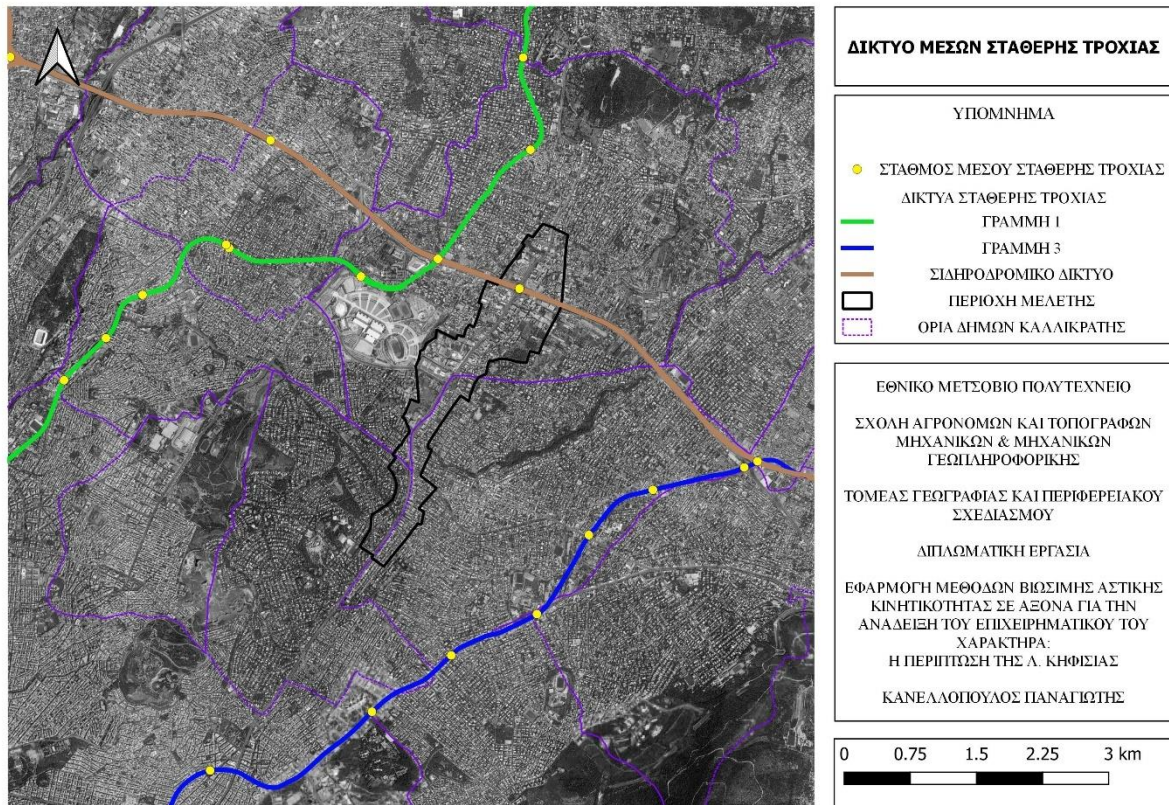 ΔΙΚΤΥΟ ΜΕΣΩΝ ΣΤΑΘΕΡΗΣ ΤΡΟΧΙΑΣ
ΥΠΟΜΝΗΜΑ
ΣΤΑΘΜΟΣ ΜΕΣΟΥ ΣΤΑΘΕΡΗΣ ΤΡΟΧΙΑΣ
ΔΙΚΤΥΑ ΣΤΑΘΕΡΗΣ ΤΡΟΧΙΑΣ
ΓΡΑΜΜΗ 1
ΓΡΑΜΜΗ 3
ΣΙΔΗΡΟΔΡΟΜΙΚΟ ΔΙΚΤΥΟ
ΠΕΡΙΟΧΗ ΜΕΛΕΤΗΣ
ΟΡΙΑ ΔΗΜΩΝ ΚΑΛΛΙΚΡΑΤΗΣ
ΕΘΝΙΚΟ ΜΕΤΣΟΒΙΟ ΠΟΛΥΤΕΧΝΕΙΟ
ΣΧΟΛΗ ΑΓΡΟΝΟΜΩΝ ΚΑΙ ΤΟΠΟΓΡΑΦΩΝ
ΜΗΧΑΝΙΚΩΝ & ΜΗΧΑΝΙΚΩΝ
ΓΕΩΠΛΗΡΟΦΟΡΙΚΗΣ
ΤΟΜΕΑΣ ΓΕΩΓΡΑΦΙΑΣ ΚΑΙ ΠΕΡΙΦΕΡΕΙΑΚΟΥ
ΣΧΕΔΙΑΣΜΟΥ
ΔΙΠΛΩΜΑΤΙΚΗ ΕΡΓΑΣΙΑ
ΕΦΑΡΜΟΓΗ ΜΕΘΟΔΩΝ ΒΙΩΣΙΜΗΣ ΑΣΤΙΚΗΣ
ΚΙΝΗΤΙΚΟΤΗΤΑΣ ΣΕ ΑΞΟΝΑ ΓΙΑ ΤΗΝ
ΑΝΑΔΕΙΞΗ ΤΟΥ ΕΠΙΧΕΙΡΗΜΑΤΙΚΟΥ ΤΟΥ
ΧΑΡΑΚΤΗΡΑ:
Η ΠΕΡΙΠΤΩΣΗ ΤΗΣ Λ. ΚΗΦΙΣΙΑΣ
ΚΑΝΕΛΛΟΠΟΥΛΟΣ ΠΑΝΑΓΙΩΤΗΣ
0 0.75 1.5 2.25 3 km